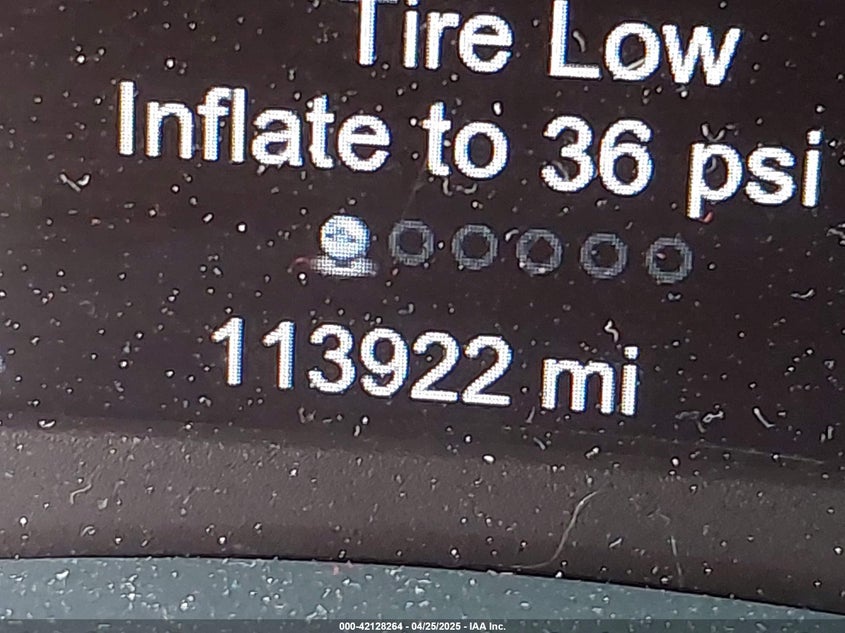 Tire Low
Inflate to 36 psi
113922 mi
000-42128264 - 04/25/2025 - IAA Inc.